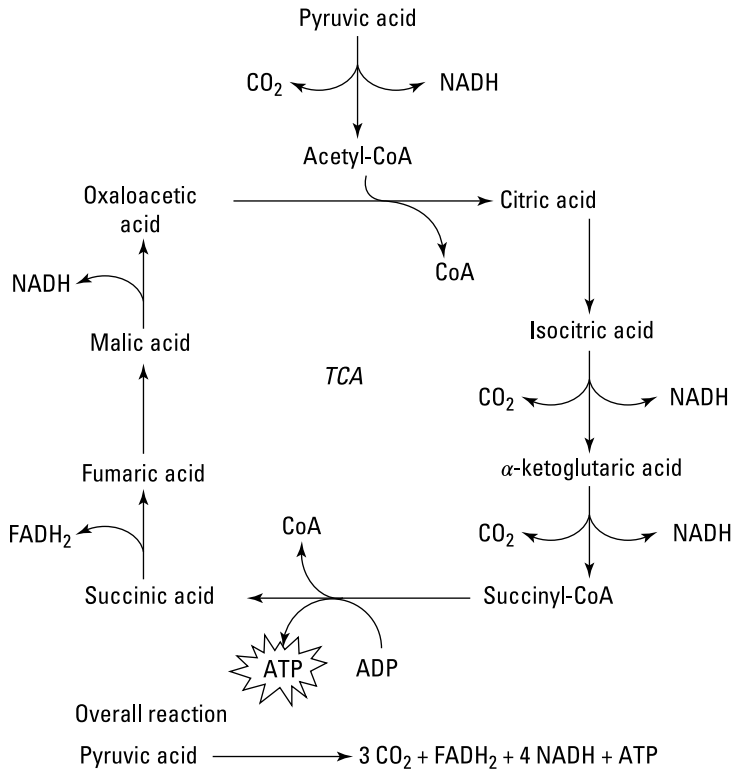 Pyruvic acid
CO₂ NADH
Acetyl-CoA
Oxaloacetic
acid
Citric acid
CoA
NADH
Isocitric acid
Malic acid
TCA
CO₂ NADH
Fumaric acid
α-ketoglutaric acid
CoA
FADH₂
CO₂ NADH
Succinic acid
Succinyl-CoA
ATP ADP
Overall reaction
Pyruvic acid ⟶ 3 CO₂ + FADH₂ + 4 NADH + ATP